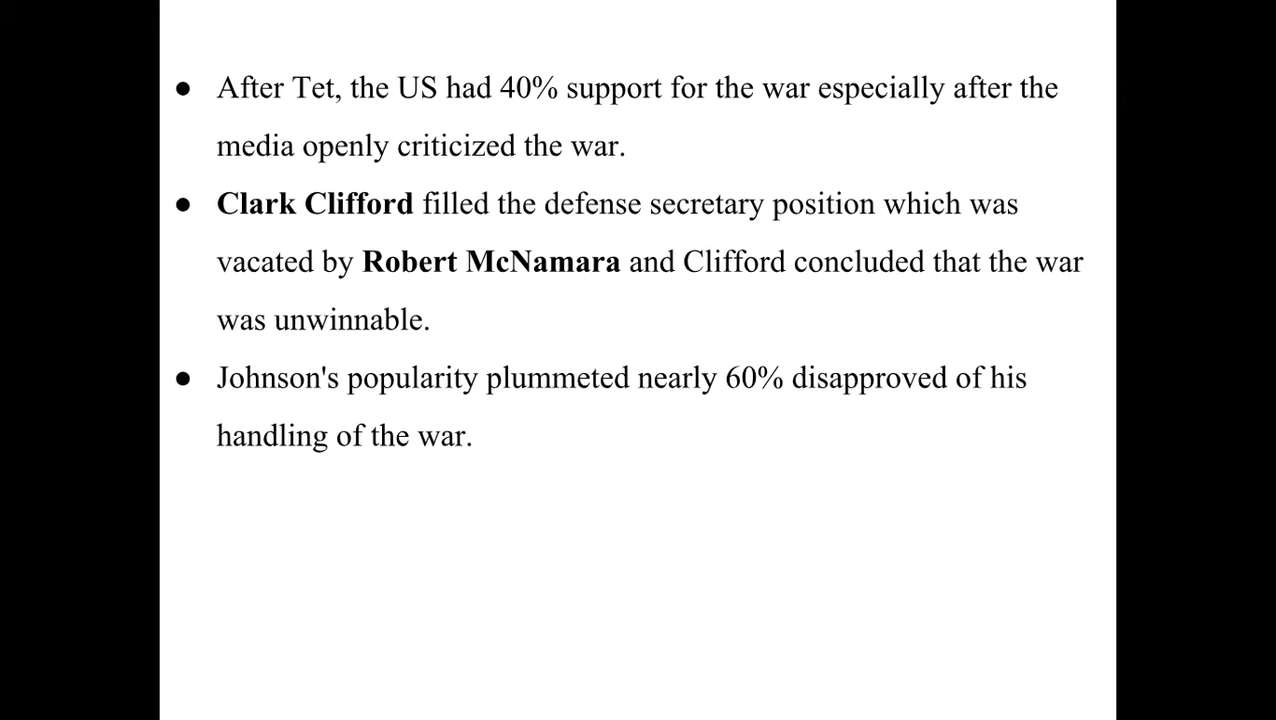 ● After Tet, the US had 40% support for the war especially after the
media openly criticized the war.
● Clark Clifford filled the defense secretary position which was
vacated by Robert McNamara and Clifford concluded that the war
was unwinnable.
● Johnson's popularity plummeted nearly 60% disapproved of his
handling of the war.